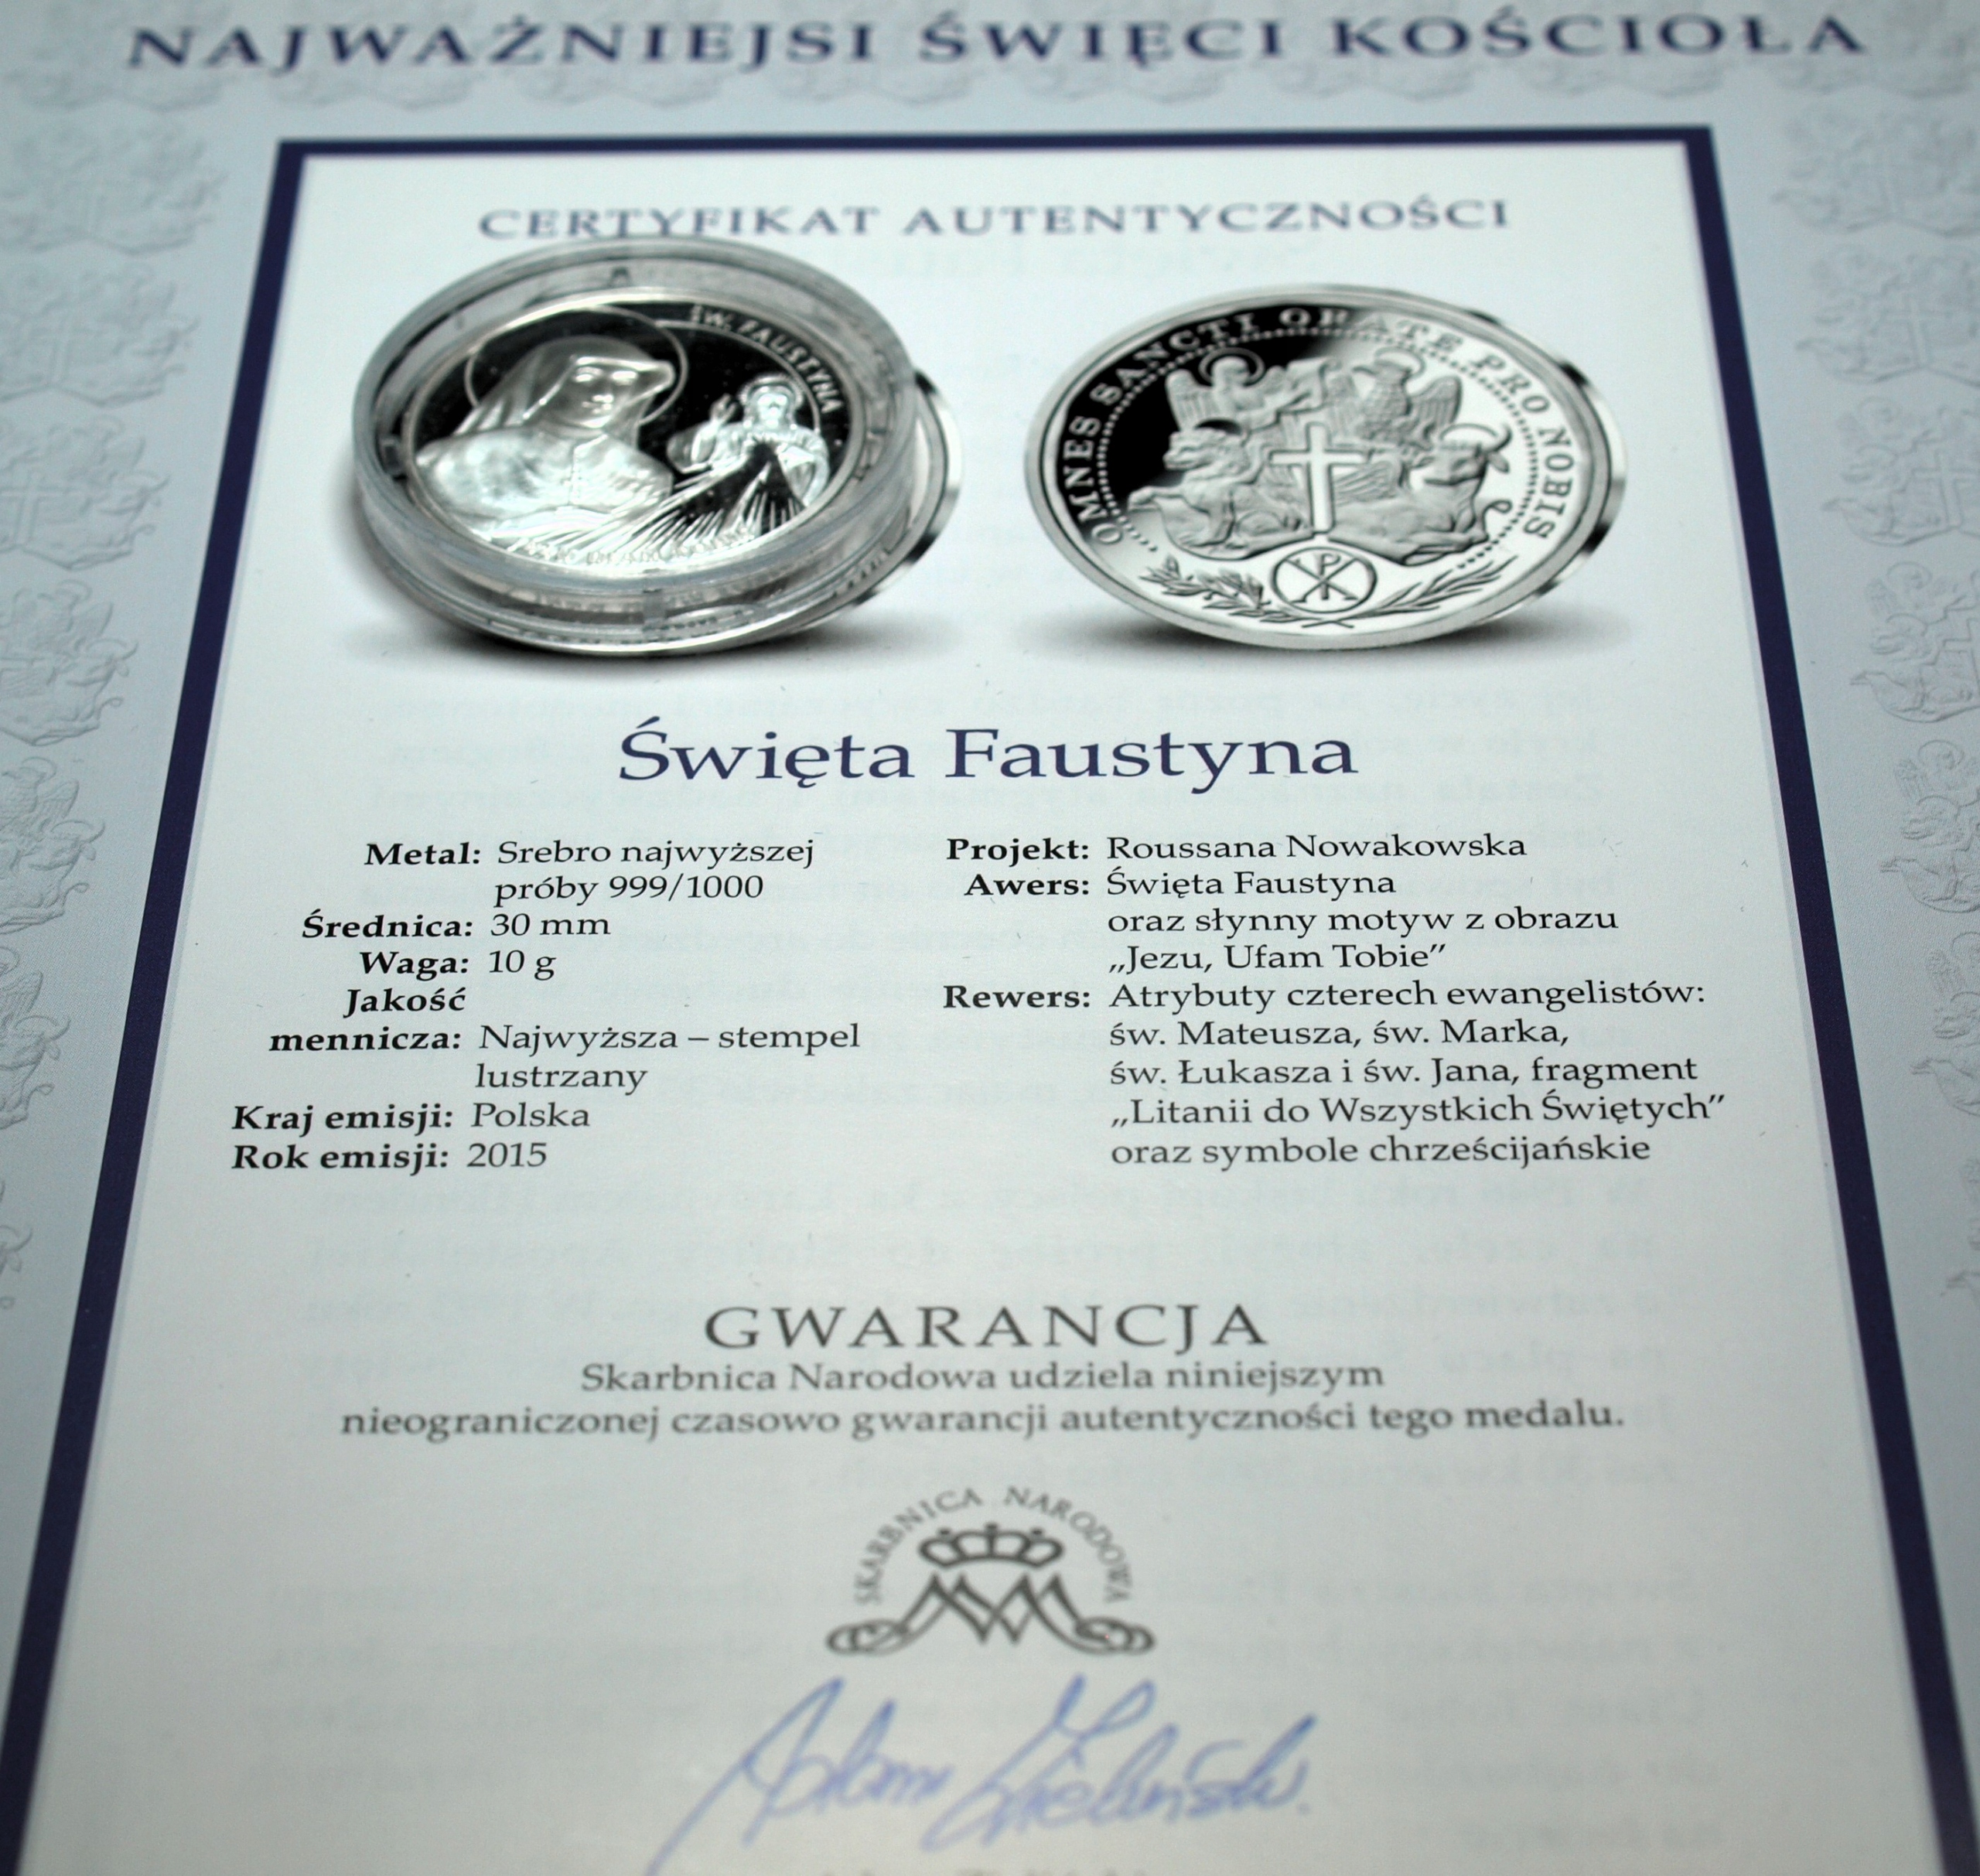 NAJWAŻNIEJSI ŚWIĘCI KOŚCIOŁA
CERTYFIKAT AUTENTYCZNOŚCI
ŚW. FAUSTYNA
OMNES SANCTI ORATE PRO NOBIS
Święta Faustyna
Metal: Srebro najwyższej
próby 999/1000
Średnica: 30 mm
Waga: 10 g
Jakość
mennicza: Najwyższa – stempel
lustrzany
Kraj emisji: Polska
Rok emisji: 2015
Projekt: Roussana Nowakowska
Awers: Święta Faustyna
oraz słynny motyw z obrazu
„Jezu, Ufam Tobie”
Rewers: Atrybuty czterech ewangelistów:
św. Mateusza, św. Marka,
św. Łukasza i św. Jana, fragment
„Litanii do Wszystkich Świętych”
oraz symbole chrześcijańskie
GWARANCJA
Skarbnica Narodowa udziela niniejszym
nieograniczonej czasowo gwarancji autentyczności tego medalu.
SKARBNICA NARODOWA